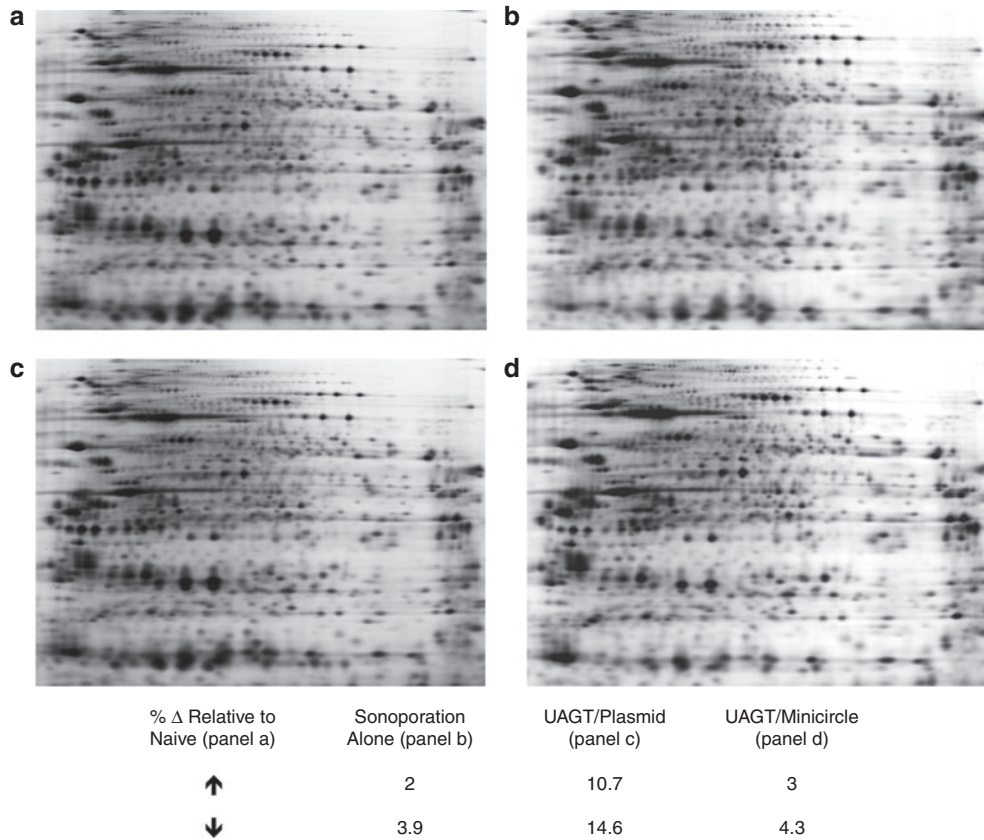 a
b
c
d
% Δ Relative to
Naive (panel a)
Sonoporation
Alone (panel b)
UAGT/Plasmid
(panel c)
UAGT/Minicircle
(panel d)
↑ 2 10.7 3
↓ 3.9 14.6 4.3